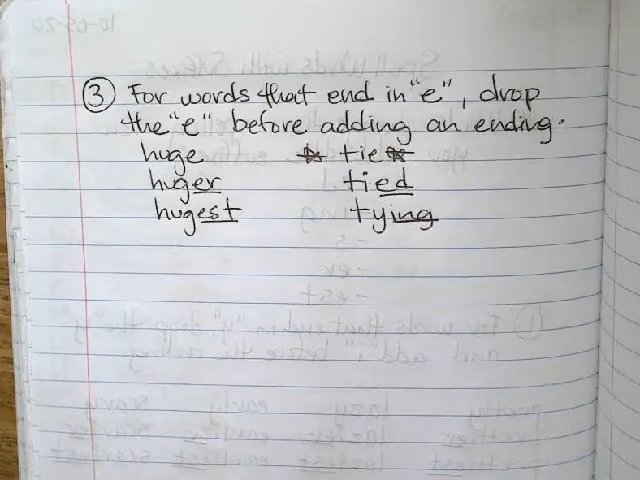 ③ For words that end in "e", drop
the "e" before adding an ending.
huge ☆ tie☆
huger tied
hugest tying